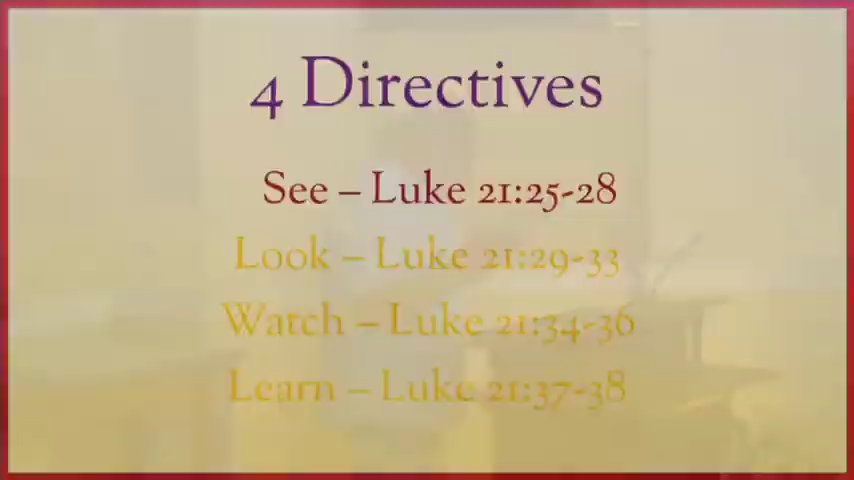 4 Directives
See – Luke 21:25-28
Look – Luke 21:29-33
Watch – Luke 21:34-36
Learn – Luke 21:37-38